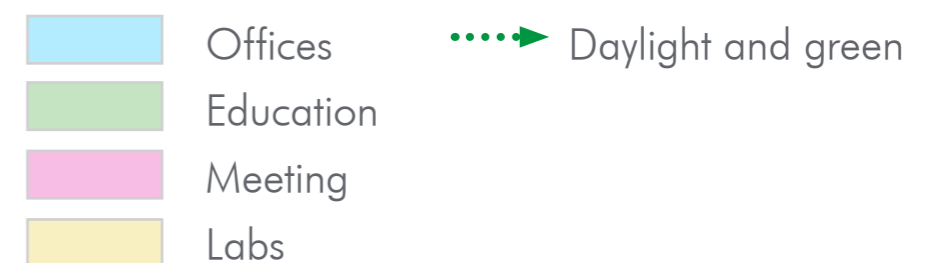 Offices
Daylight and green
Education
Meeting
Labs